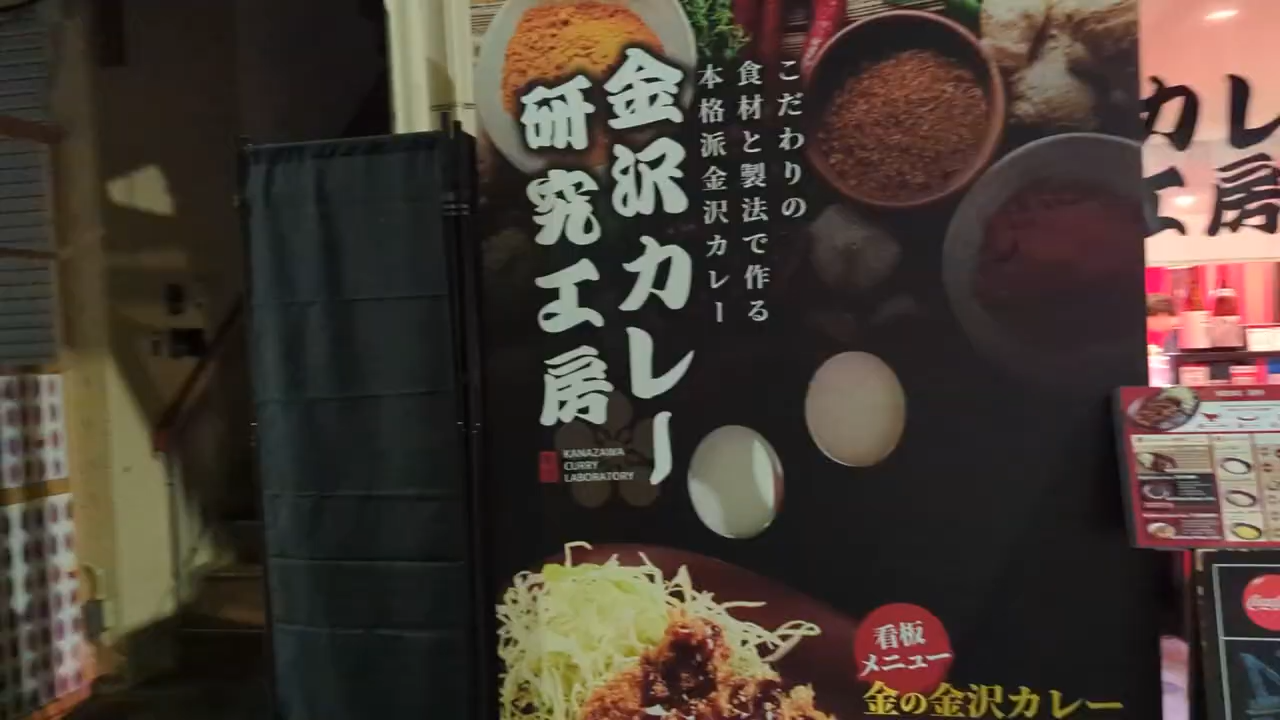 こだわりの
食材と製法で作る
本格派金沢カレー
金沢カレー
研究工房
KANAZAWA
CURRY
LABORATORY
看板
メニュー
金の金沢カレー
カレ
工房